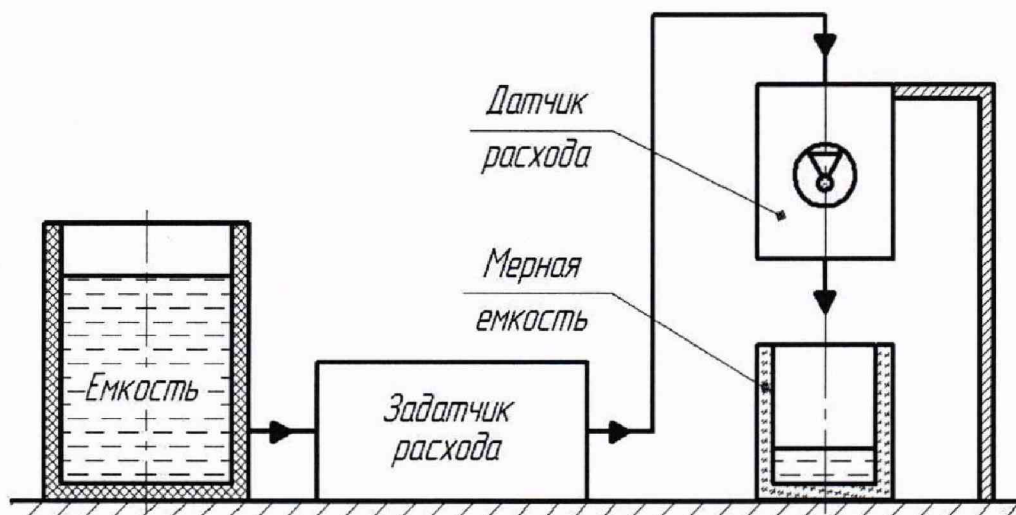 Датчик
расхода
Мерная
емкость
Емкость
Задатчик
расхода